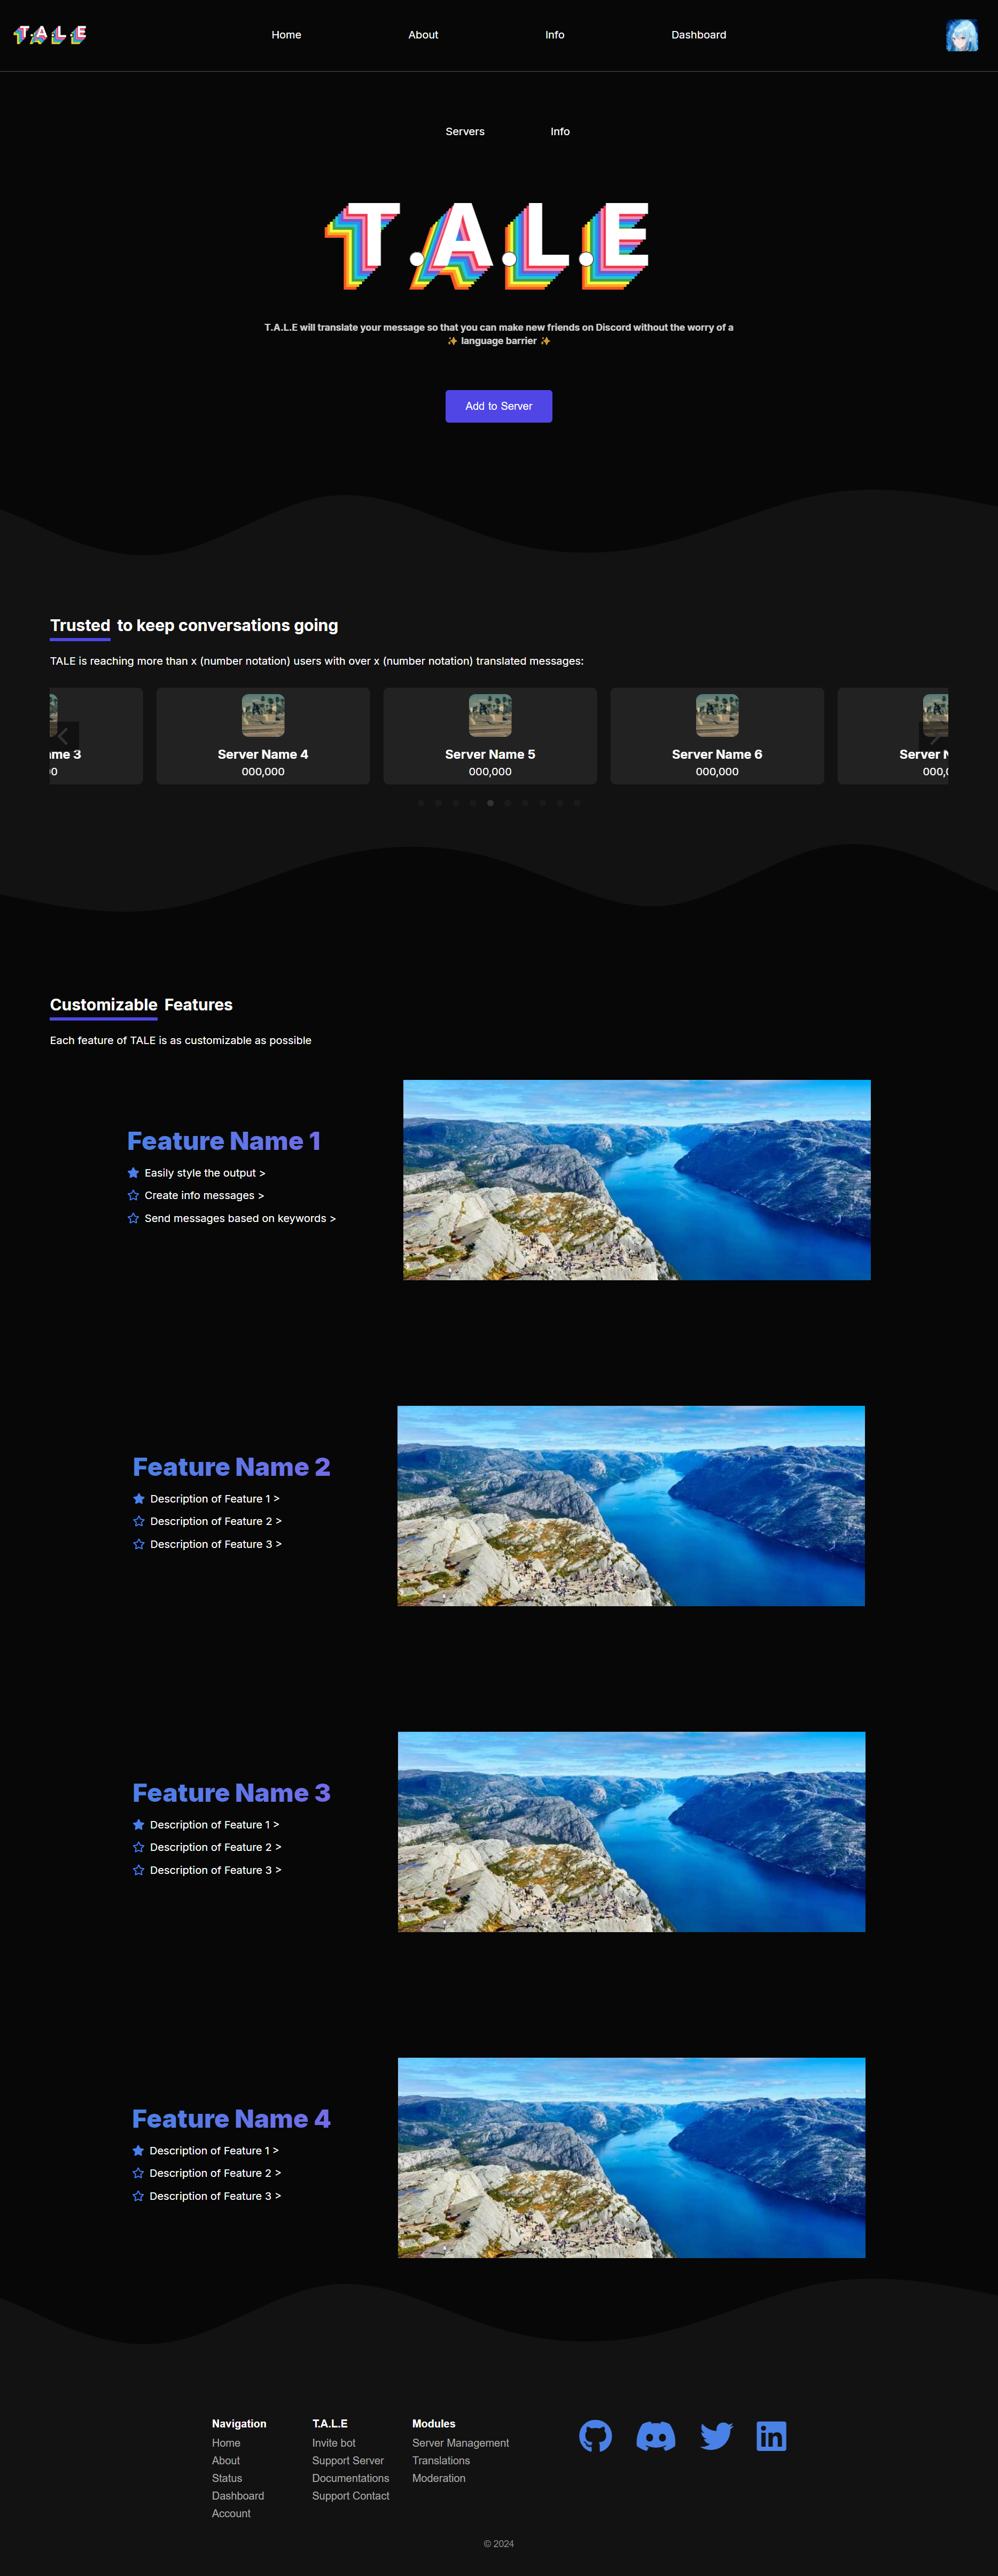 T.A.L.E
Home About Info Dashboard
Servers Info
T.A.L.E
T.A.L.E will translate your message so that you can make new friends on Discord without the worry of a
✨ language barrier ✨
Add to Server
Trusted to keep conversations going
TALE is reaching more than x (number notation) users with over x (number notation) translated messages:
me 3 Server Name 4 Server Name 5 Server Name 6 Server N
0 000,000 000,000 000,000 000,0
Customizable Features
Each feature of TALE is as customizable as possible
Feature Name 1
Easily style the output >
Create info messages >
Send messages based on keywords >
Feature Name 2
Description of Feature 1 >
Description of Feature 2 >
Description of Feature 3 >
Feature Name 3
Description of Feature 1 >
Description of Feature 2 >
Description of Feature 3 >
Feature Name 4
Description of Feature 1 >
Description of Feature 2 >
Description of Feature 3 >
Navigation
Home
About
Status
Dashboard
Account
T.A.L.E
Invite bot
Support Server
Documentations
Support Contact
Modules
Server Management
Translations
Moderation
in
© 2024